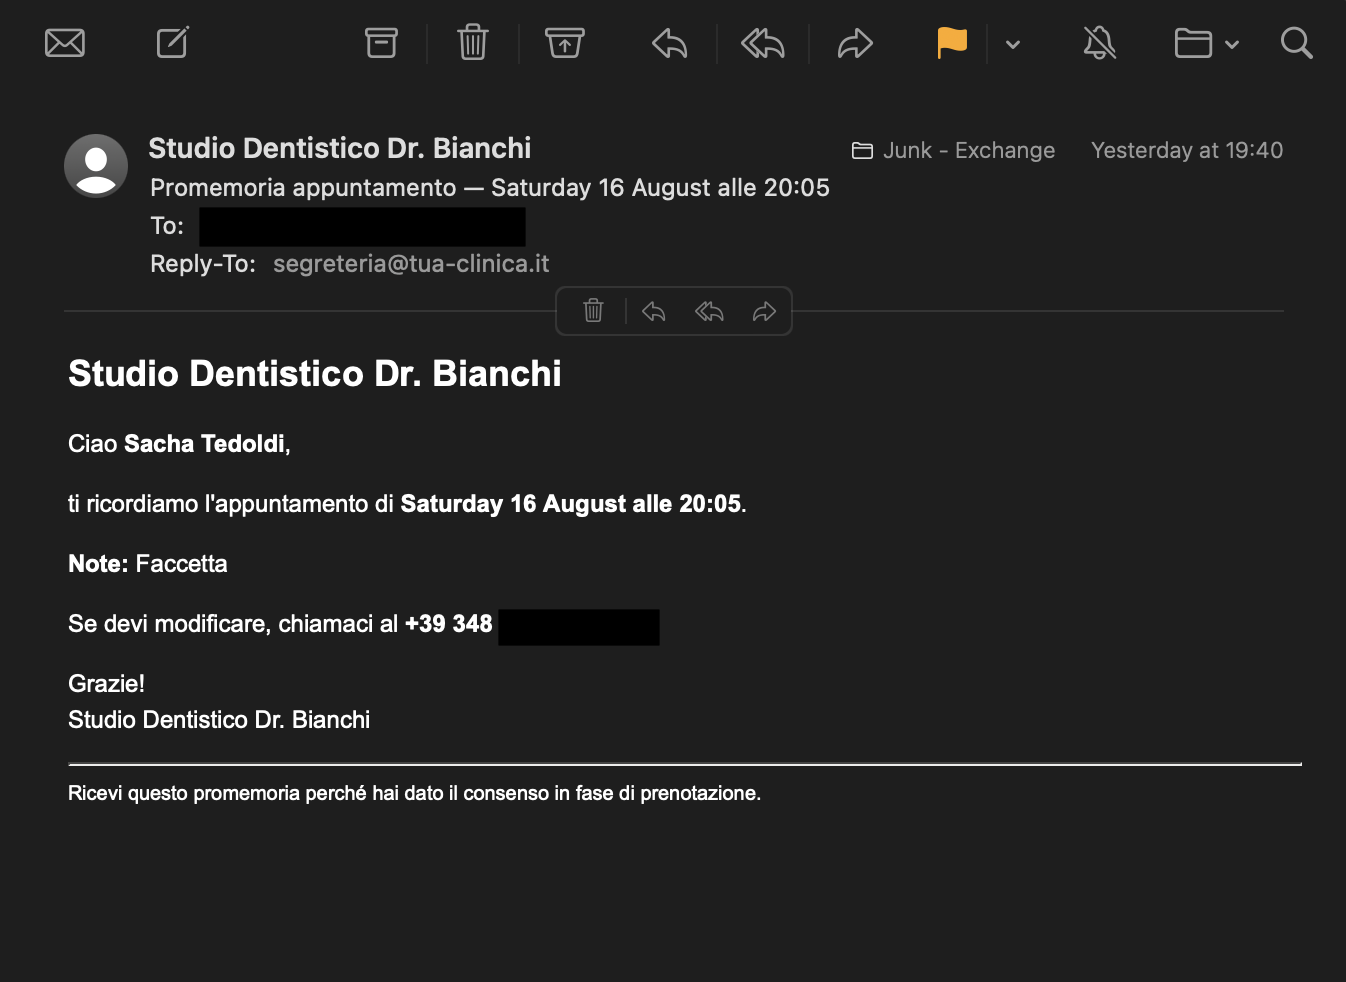 Studio Dentistico Dr. Bianchi
Junk - Exchange
Yesterday at 19:40
Promemoria appuntamento — Saturday 16 August alle 20:05
To:
Reply-To: segreteria@tua-clinica.it
Studio Dentistico Dr. Bianchi
Ciao Sacha Tedoldi,
ti ricordiamo l'appuntamento di Saturday 16 August alle 20:05.
Note: Faccetta
Se devi modificare, chiamaci al +39 348
Grazie!
Studio Dentistico Dr. Bianchi
Ricevi questo promemoria perché hai dato il consenso in fase di prenotazione.